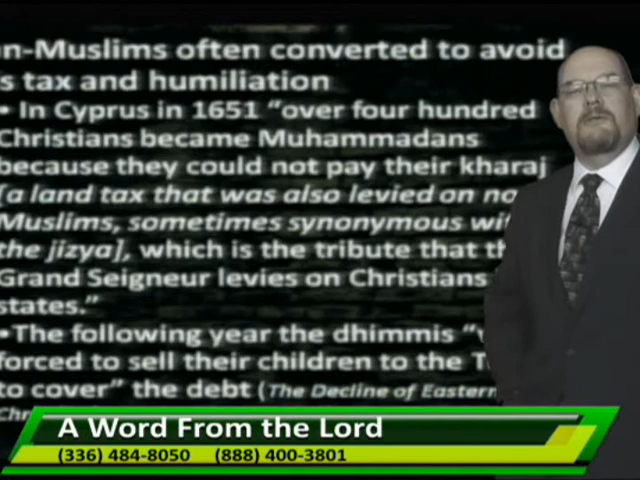 n-Muslims often converted to avoid
s tax and humiliation
• In Cyprus in 1651 “over four hundred
Christians became Muhammadans
because they could not pay their kharaj
[a land tax that was also levied on no
Muslims, sometimes synonymous wi
the jizya], which is the tribute that th
Grand Seigneur levies on Christians
states.”
•The following year the dhimmis “
forced to sell their children to the T
to cover” the debt (The Decline of Eastern
Chr
A Word From the Lord
(336) 484-8050 (888) 400-3801